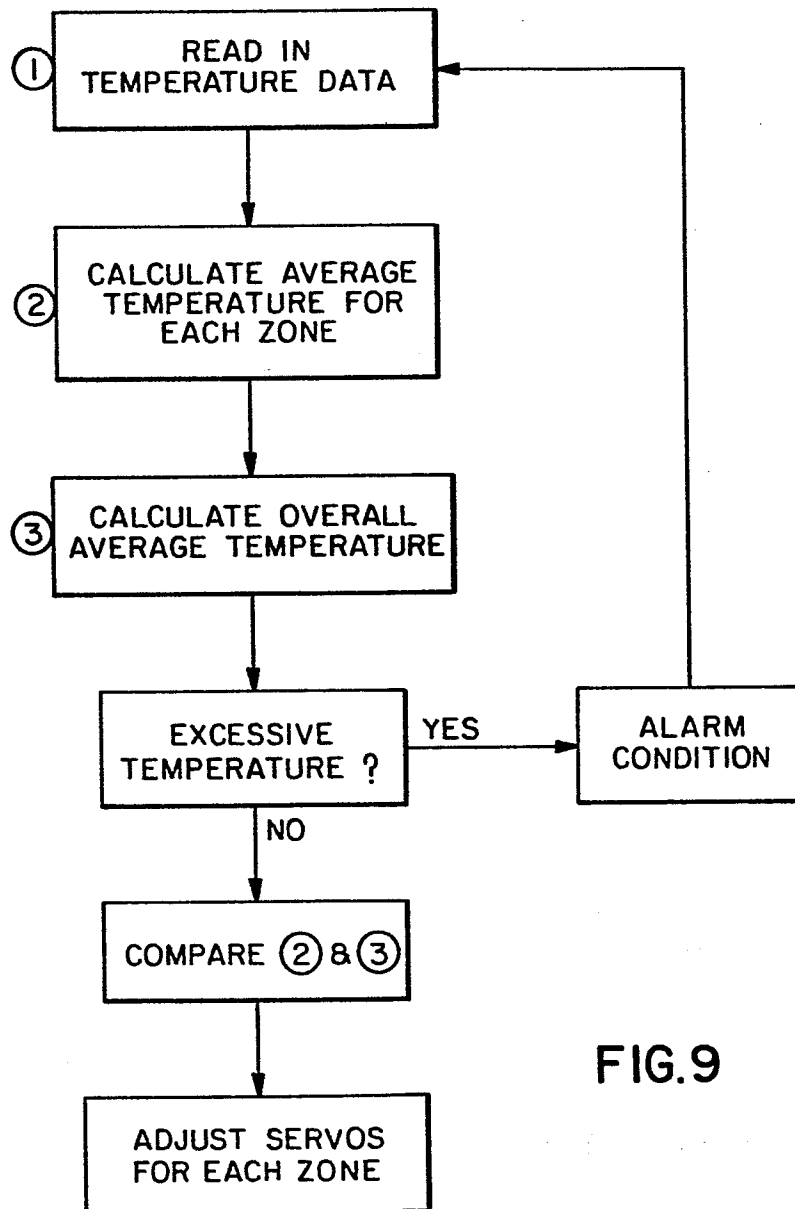 ①
READ IN
TEMPERATURE DATA
②
CALCULATE AVERAGE
TEMPERATURE FOR
EACH ZONE
③
CALCULATE OVERALL
AVERAGE TEMPERATURE
EXCESSIVE
TEMPERATURE ?
YES
ALARM
CONDITION
NO
COMPARE ② & ③
ADJUST SERVOS
FOR EACH ZONE
FIG.9